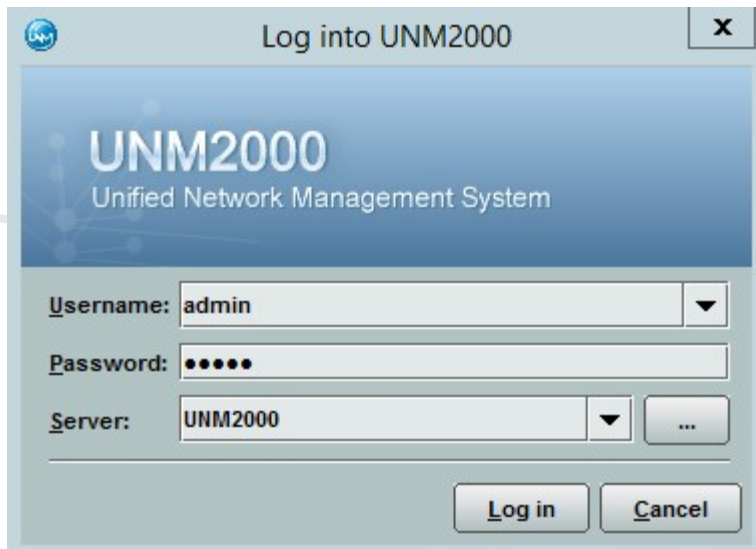 Log into UNM2000
x
UNM2000
Unified Network Management System
Username: admin
Password: •••••
Server: UNM2000 ...
Log in Cancel